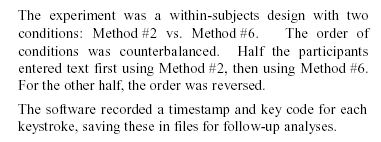 The experiment was a within-subjects design with two
conditions: Method #2 vs. Method #6. The order of
conditions was counterbalanced. Half the participants
entered text first using Method #2, then using Method #6.
For the other half, the order was reversed.
The software recorded a timestamp and key code for each
keystroke, saving these in files for follow-up analyses.